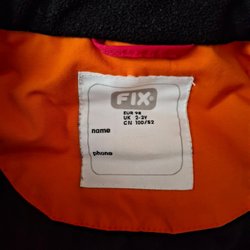 FIX
EUR 98
UK 2-3Y
CN 100/52
name
phone